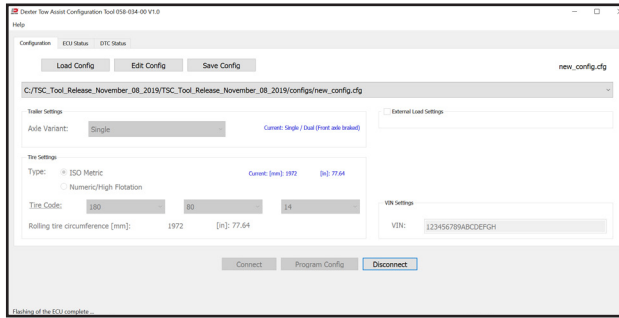 Dexter Tow Assist Configuration Tool 058-034-00 V1.0
Help
Configuration ECU Status DTC Status
Load Config Edit Config Save Config new_config.cfg
C:/TSC_Tool_Release_November_08_2019/TSC_Tool_Release_November_08_2019/configs/new_config.cfg
Trailer Settings External Load Settings
Axle Variant: Single Current: Single / Dual (Front axle braked)
Tire Settings
Type: ISO Metric Current: [mm]: 1972 [in]: 77.64
Numeric/High Flotation
Tire Code: 180 80 14 VIN Settings
Rolling tire circumference [mm]: 1972 [in]: 77.64 VIN: 123456789ABCDEFGH
Connect Program Config Disconnect
Flashing of the ECU complete ...